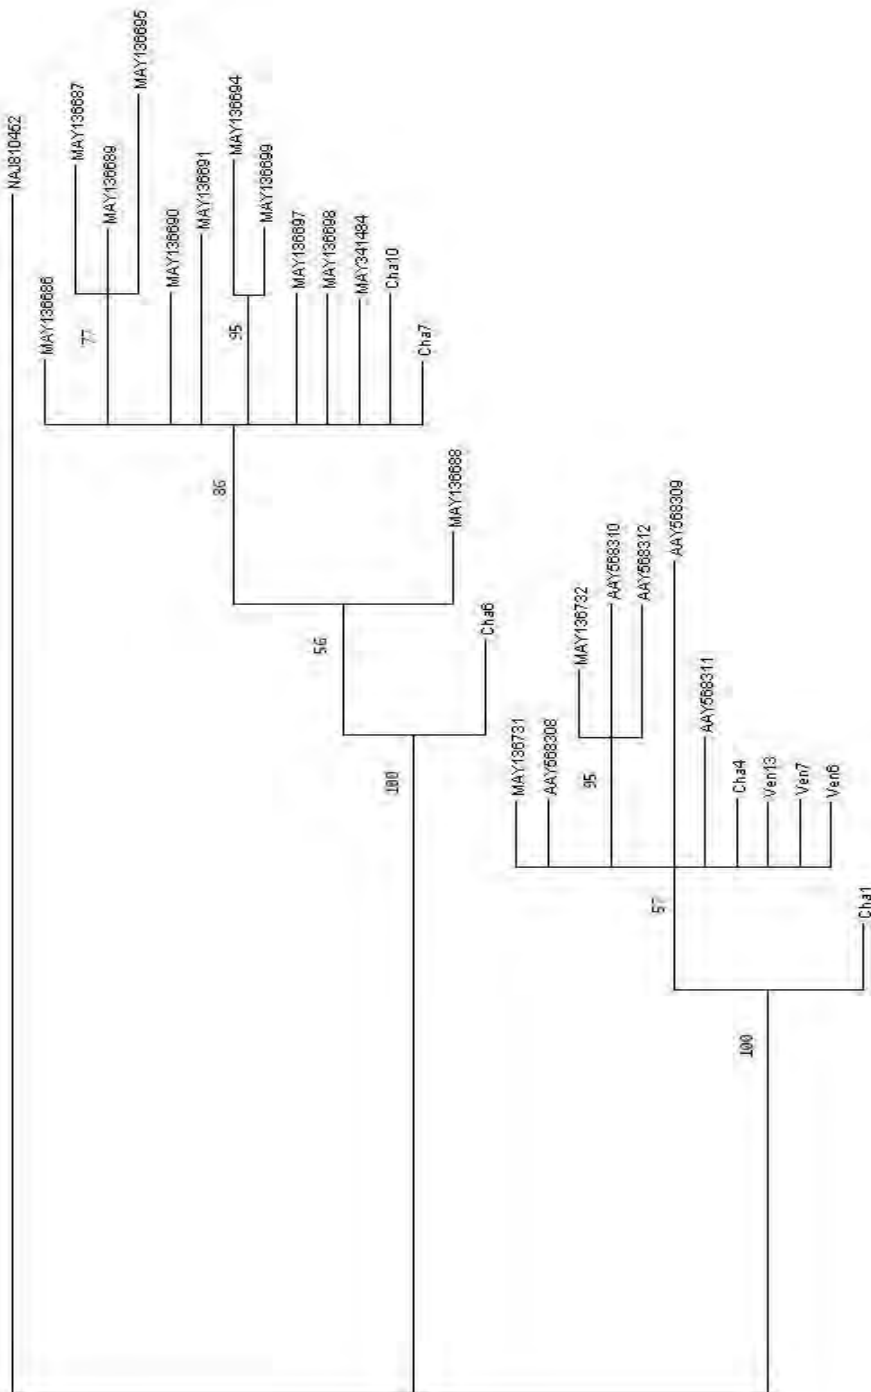 NAJ810462
MAY136686
MAY136687
77
MAY136689
MAY136695
MAY136690
MAY136691
MAY136694
95
MAY136699
MAY136697
MAY136698
MAY341484
Cha10
Cha7
86
MAY136688
56
Cha6
100
MAY136731
AAY568308
MAY136732
95
AAY568310
AAY568312
AAY568309
AAY568311
Cha4
Ven13
Ven7
Ven6
57
Cha1
100